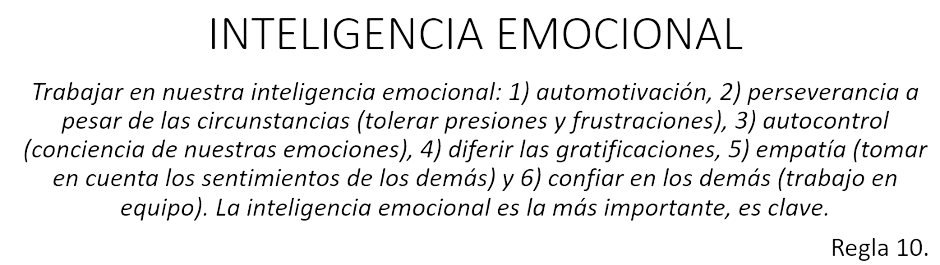 INTELIGENCIA EMOCIONAL
Trabajar en nuestra inteligencia emocional: 1) automotivación, 2) perseverancia a
pesar de las circunstancias (tolerar presiones y frustraciones), 3) autocontrol
(conciencia de nuestras emociones), 4) diferir las gratificaciones, 5) empatía (tomar
en cuenta los sentimientos de los demás) y 6) confiar en los demás (trabajo en
equipo). La inteligencia emocional es la más importante, es clave.
Regla 10.